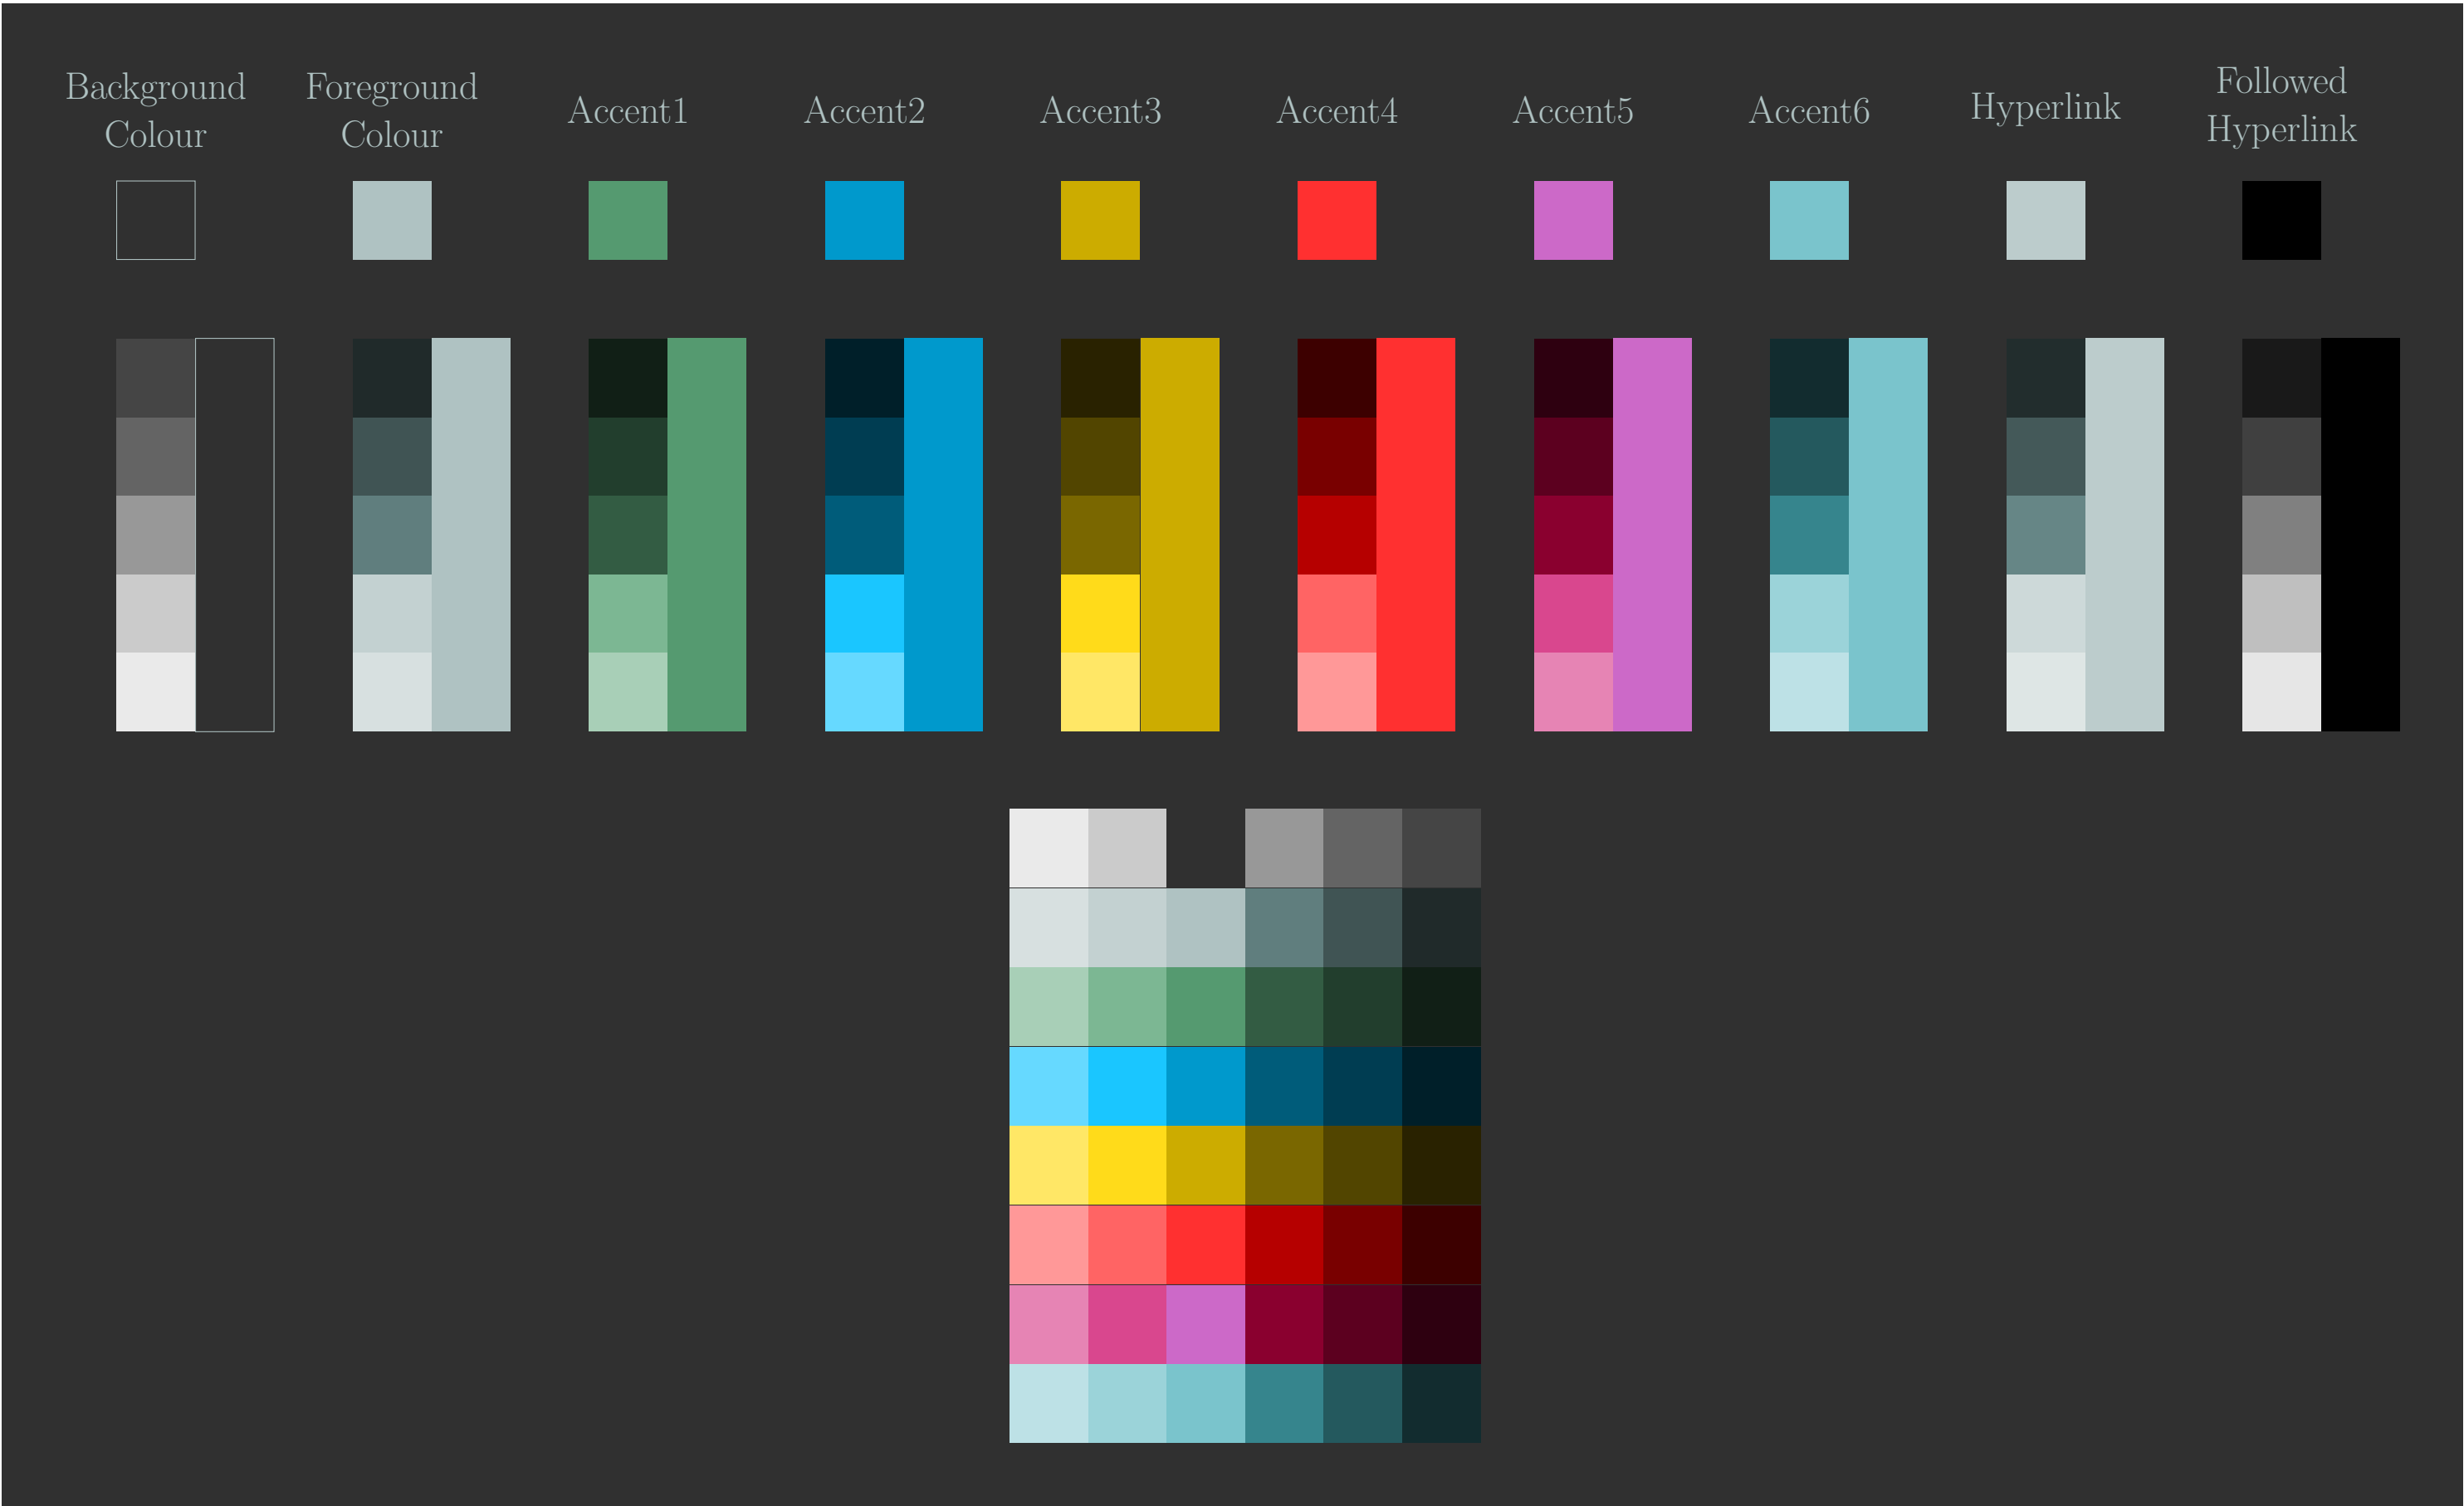 Background
Colour
Foreground
Colour
Accent1
Accent2
Accent3
Accent4
Accent5
Accent6
Hyperlink
Followed
Hyperlink